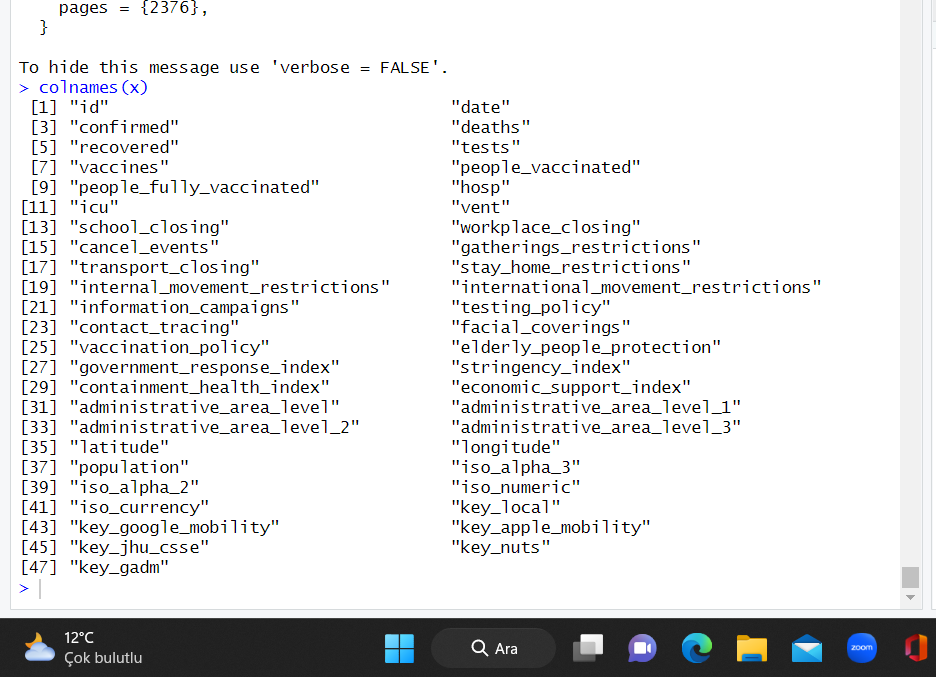 pages = {2376},
}
To hide this message use 'verbose = FALSE'.
> colnames(x)
[1] "id" "date"
[3] "confirmed" "deaths"
[5] "recovered" "tests"
[7] "vaccines" "people_vaccinated"
[9] "people_fully_vaccinated" "hosp"
[11] "icu" "vent"
[13] "school_closing" "workplace_closing"
[15] "cancel_events" "gatherings_restrictions"
[17] "transport_closing" "stay_home_restrictions"
[19] "internal_movement_restrictions" "international_movement_restrictions"
[21] "information_campaigns" "testing_policy"
[23] "contact_tracing" "facial_coverings"
[25] "vaccination_policy" "elderly_people_protection"
[27] "government_response_index" "stringency_index"
[29] "containment_health_index" "economic_support_index"
[31] "administrative_area_level" "administrative_area_level_1"
[33] "administrative_area_level_2" "administrative_area_level_3"
[35] "latitude" "longitude"
[37] "population" "iso_alpha_3"
[39] "iso_alpha_2" "iso_numeric"
[41] "iso_currency" "key_local"
[43] "key_google_mobility" "key_apple_mobility"
[45] "key_jhu_csse" "key_nuts"
[47] "key_gadm"
>
12°C
Çok bulutlu
Ara
zoom